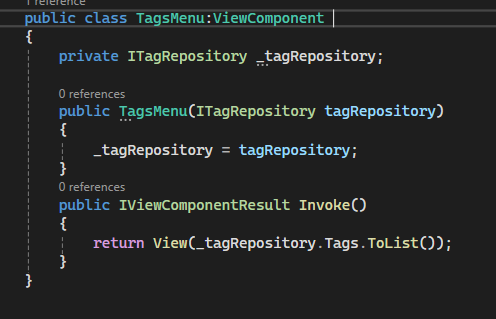 1 reference
public class TagsMenu:ViewComponent
{
private ITagRepository _tagRepository;
0 references
public TagsMenu(ITagRepository tagRepository)
{
_tagRepository = tagRepository;
}
0 references
public IViewComponentResult Invoke()
{
return View(_tagRepository.Tags.ToList());
}
}